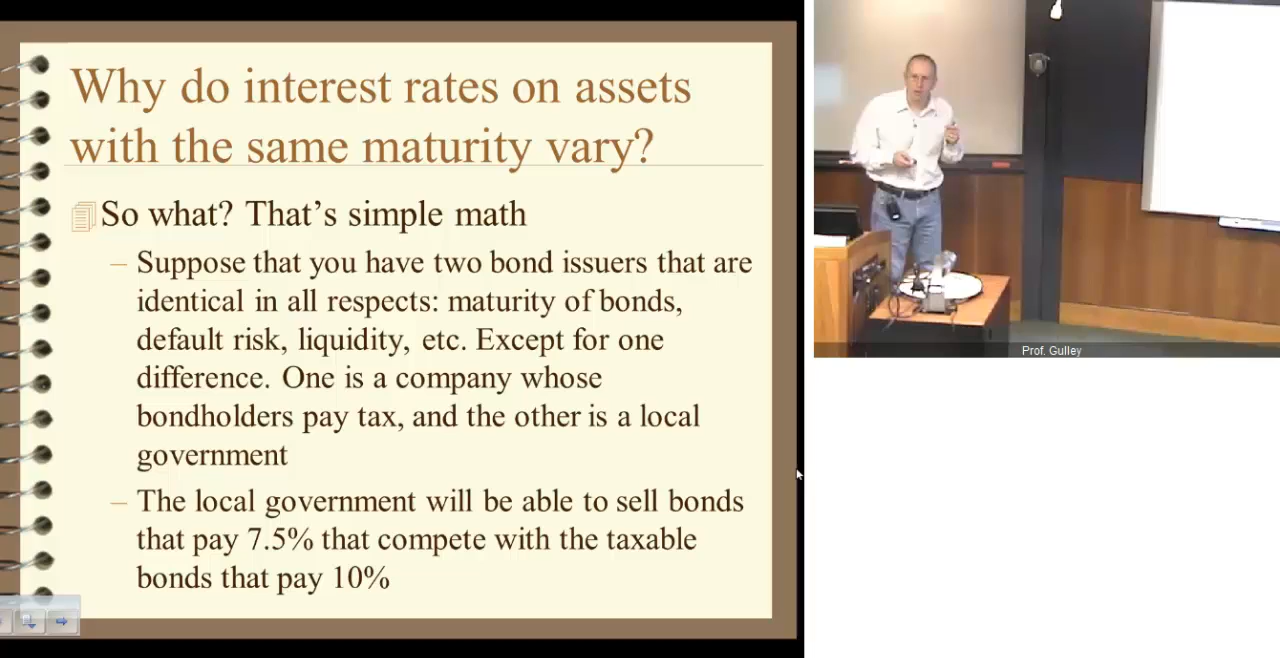 Why do interest rates on assets
with the same maturity vary?
So what? That’s simple math
– Suppose that you have two bond issuers that are
identical in all respects: maturity of bonds,
default risk, liquidity, etc. Except for one
difference. One is a company whose
bondholders pay tax, and the other is a local
government
– The local government will be able to sell bonds
that pay 7.5% that compete with the taxable
bonds that pay 10%
Prof. Gulley